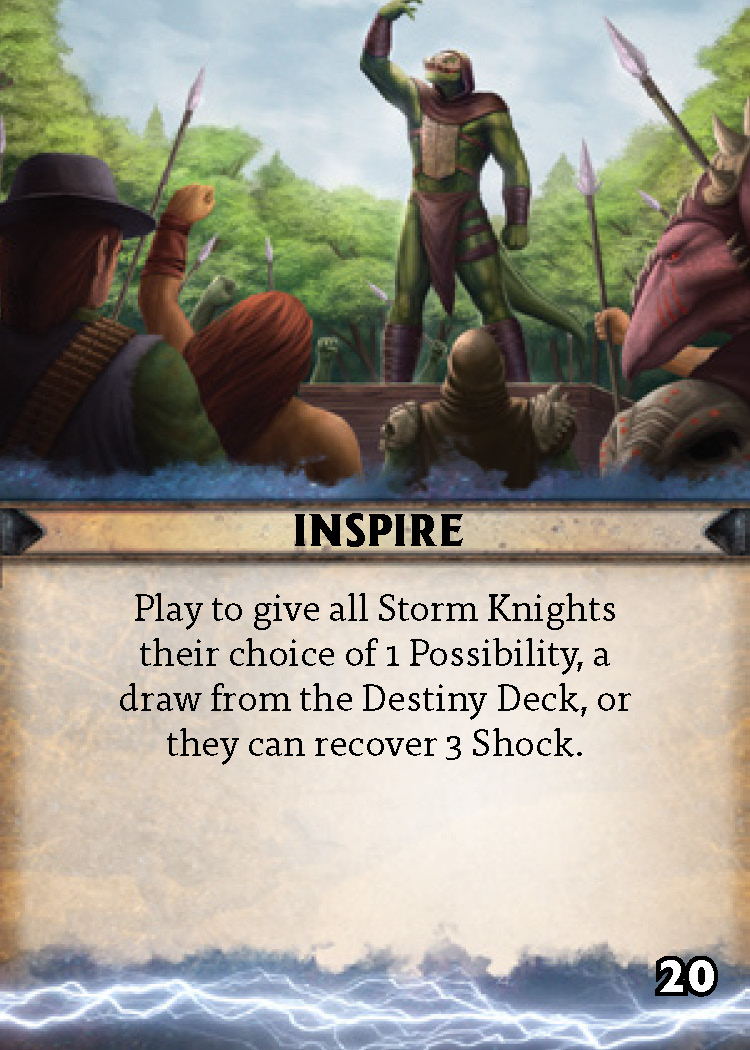 INSPIRE
Play to give all Storm Knights
their choice of 1 Possibility, a
draw from the Destiny Deck, or
they can recover 3 Shock.
20